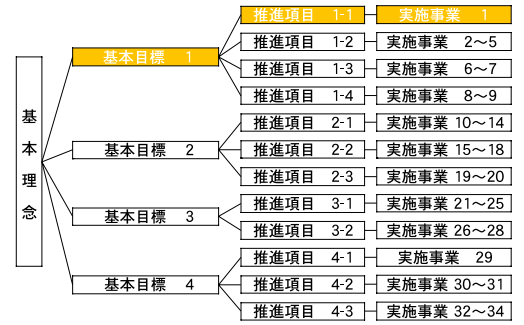 基本理念
基本目標　1
推進項目　1-1　実施事業　1
推進項目　1-2　実施事業　2～5
推進項目　1-3　実施事業　6～7
推進項目　1-4　実施事業　8～9
基本目標　2
推進項目　2-1　実施事業 10～14
推進項目　2-2　実施事業 15～18
推進項目　2-3　実施事業 19～20
基本目標　3
推進項目　3-1　実施事業 21～25
推進項目　3-2　実施事業 26～28
基本目標　4
推進項目　4-1　実施事業　29
推進項目　4-2　実施事業 30～31
推進項目　4-3　実施事業 32～34